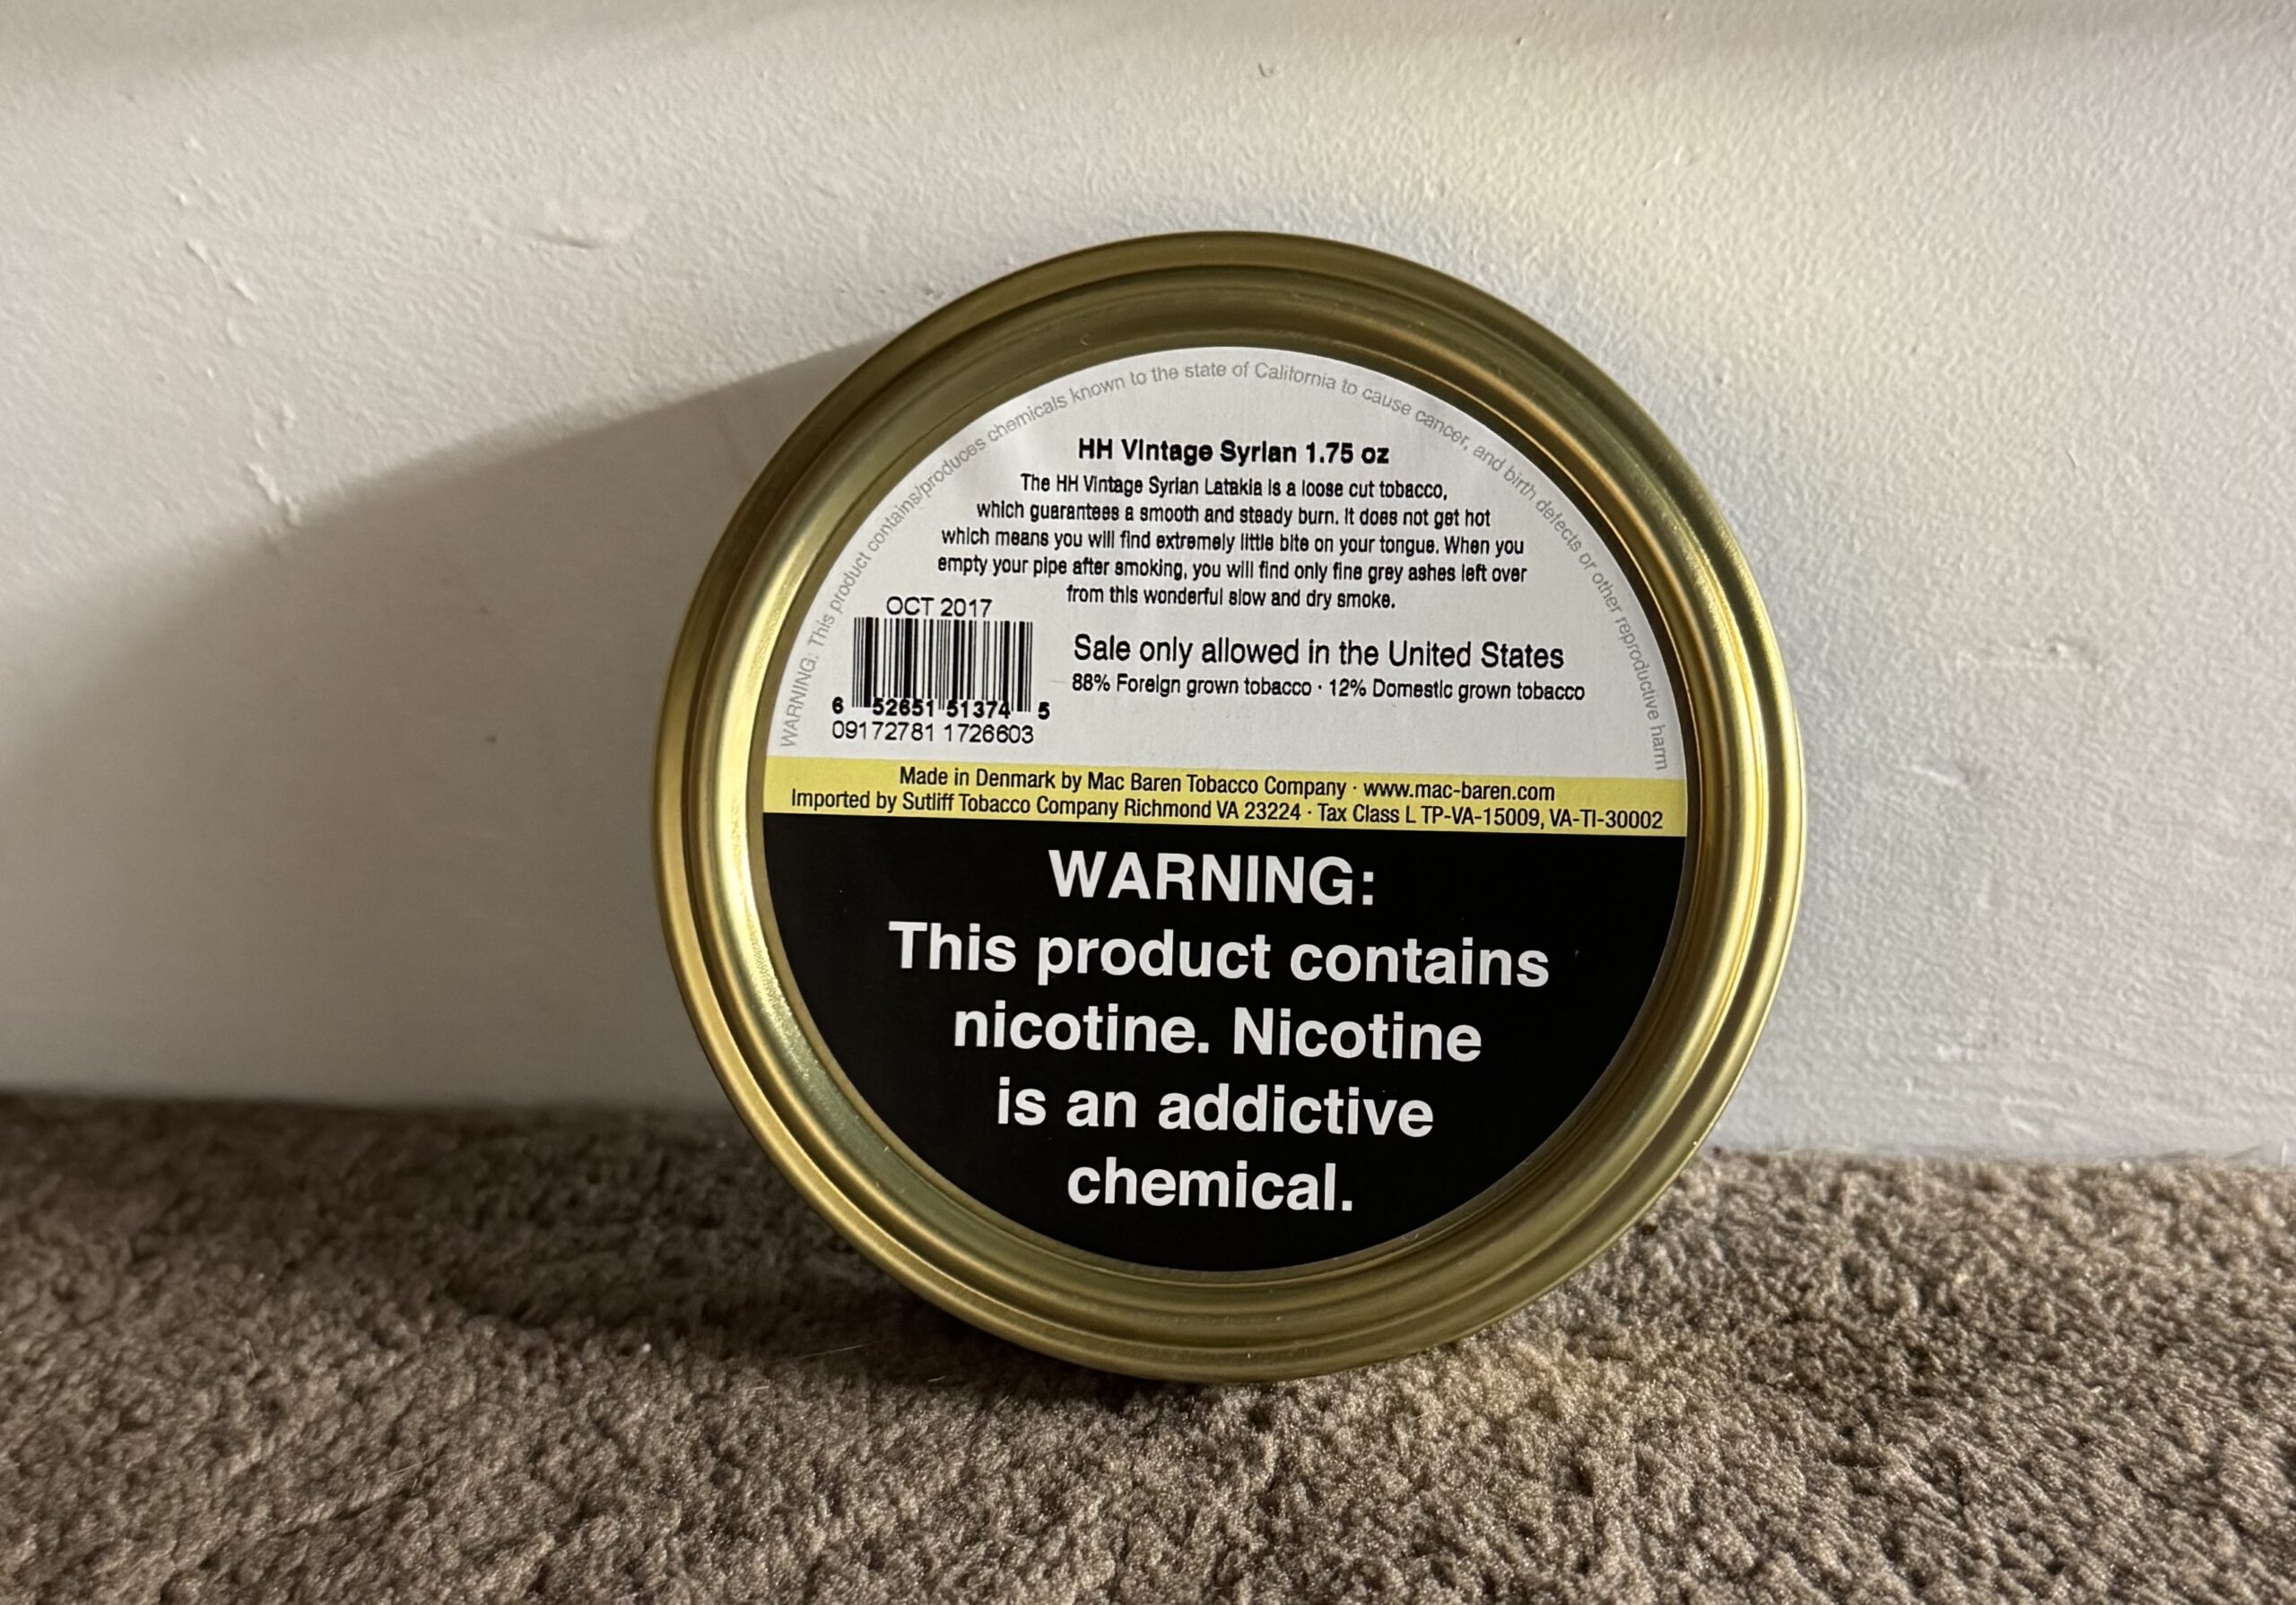 WARNING: This product contains/produces chemicals known to the state of California to cause cancer, and birth defects or other reproductive harm
HH Vintage Syrian 1.75 oz
The HH Vintage Syrian Latakia is a loose cut tobacco,
which guarantees a smooth and steady burn. It does not get hot
which means you will find extremely little bite on your tongue. When you
empty your pipe after smoking, you will find only fine grey ashes left over
from this wonderful slow and dry smoke.
OCT 2017
6 52651 51374 5
09172781 1726603
Sale only allowed in the United States
88% Foreign grown tobacco · 12% Domestic grown tobacco
Made in Denmark by Mac Baren Tobacco Company · www.mac-baren.com
Imported by Sutliff Tobacco Company Richmond VA 23224 · Tax Class L TP-VA-15009, VA-TI-30002
WARNING:
This product contains
nicotine. Nicotine
is an addictive
chemical.